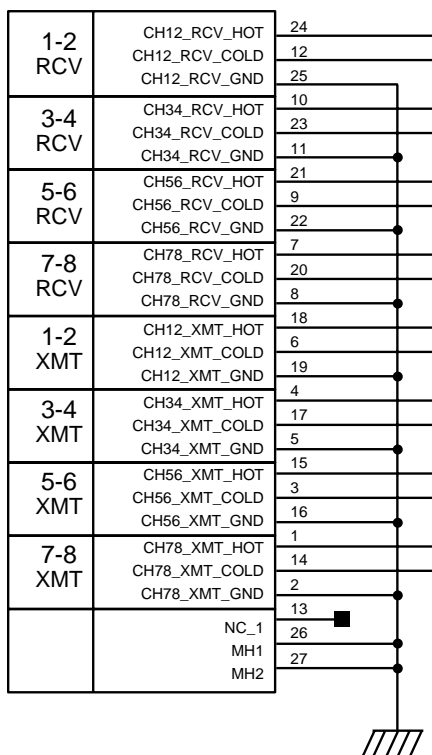 1-2
RCV
CH12_RCV_HOT 24
CH12_RCV_COLD 12
CH12_RCV_GND 25
3-4
RCV
CH34_RCV_HOT 10
CH34_RCV_COLD 23
CH34_RCV_GND 11
5-6
RCV
CH56_RCV_HOT 21
CH56_RCV_COLD 9
CH56_RCV_GND 22
7-8
RCV
CH78_RCV_HOT 7
CH78_RCV_COLD 20
CH78_RCV_GND 8
1-2
XMT
CH12_XMT_HOT 18
CH12_XMT_COLD 6
CH12_XMT_GND 19
3-4
XMT
CH34_XMT_HOT 4
CH34_XMT_COLD 17
CH34_XMT_GND 5
5-6
XMT
CH56_XMT_HOT 15
CH56_XMT_COLD 3
CH56_XMT_GND 16
7-8
XMT
CH78_XMT_HOT 1
CH78_XMT_COLD 14
CH78_XMT_GND 2
NC_1 13
MH1 26
MH2 27